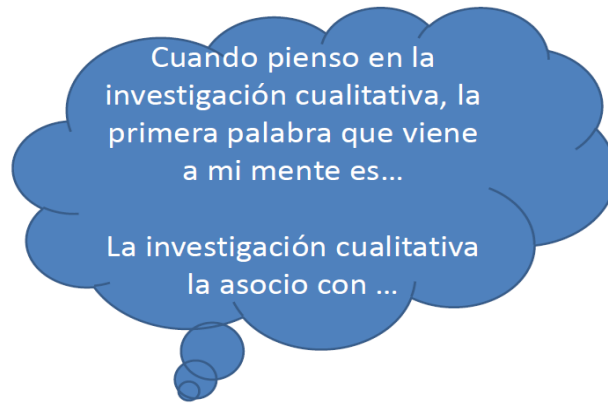 Cuando pienso en la
investigación cualitativa, la
primera palabra que viene
a mi mente es...
La investigación cualitativa
la asocio con ...